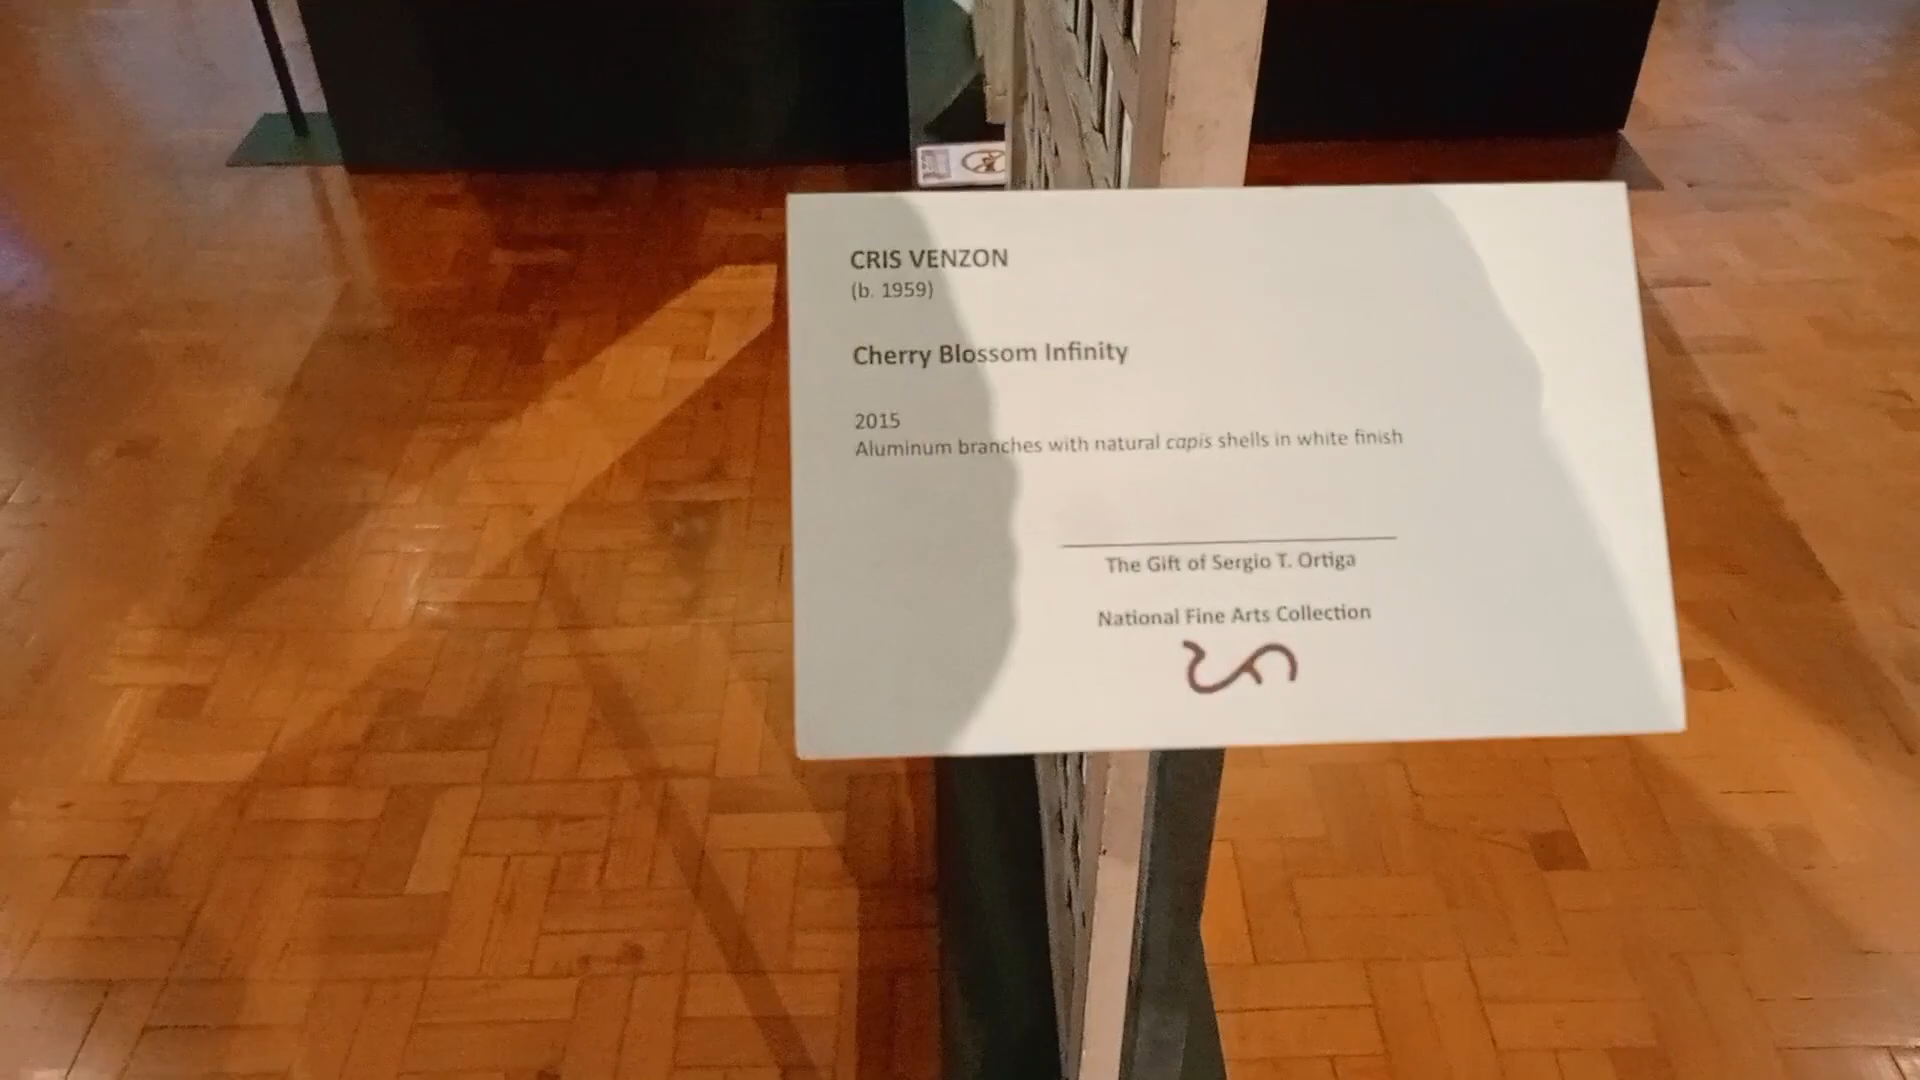 CRIS VENZON
(b. 1959)
Cherry Blossom Infinity
2015
Aluminum branches with natural capis shells in white finish
The Gift of Sergio T. Ortiga
National Fine Arts Collection